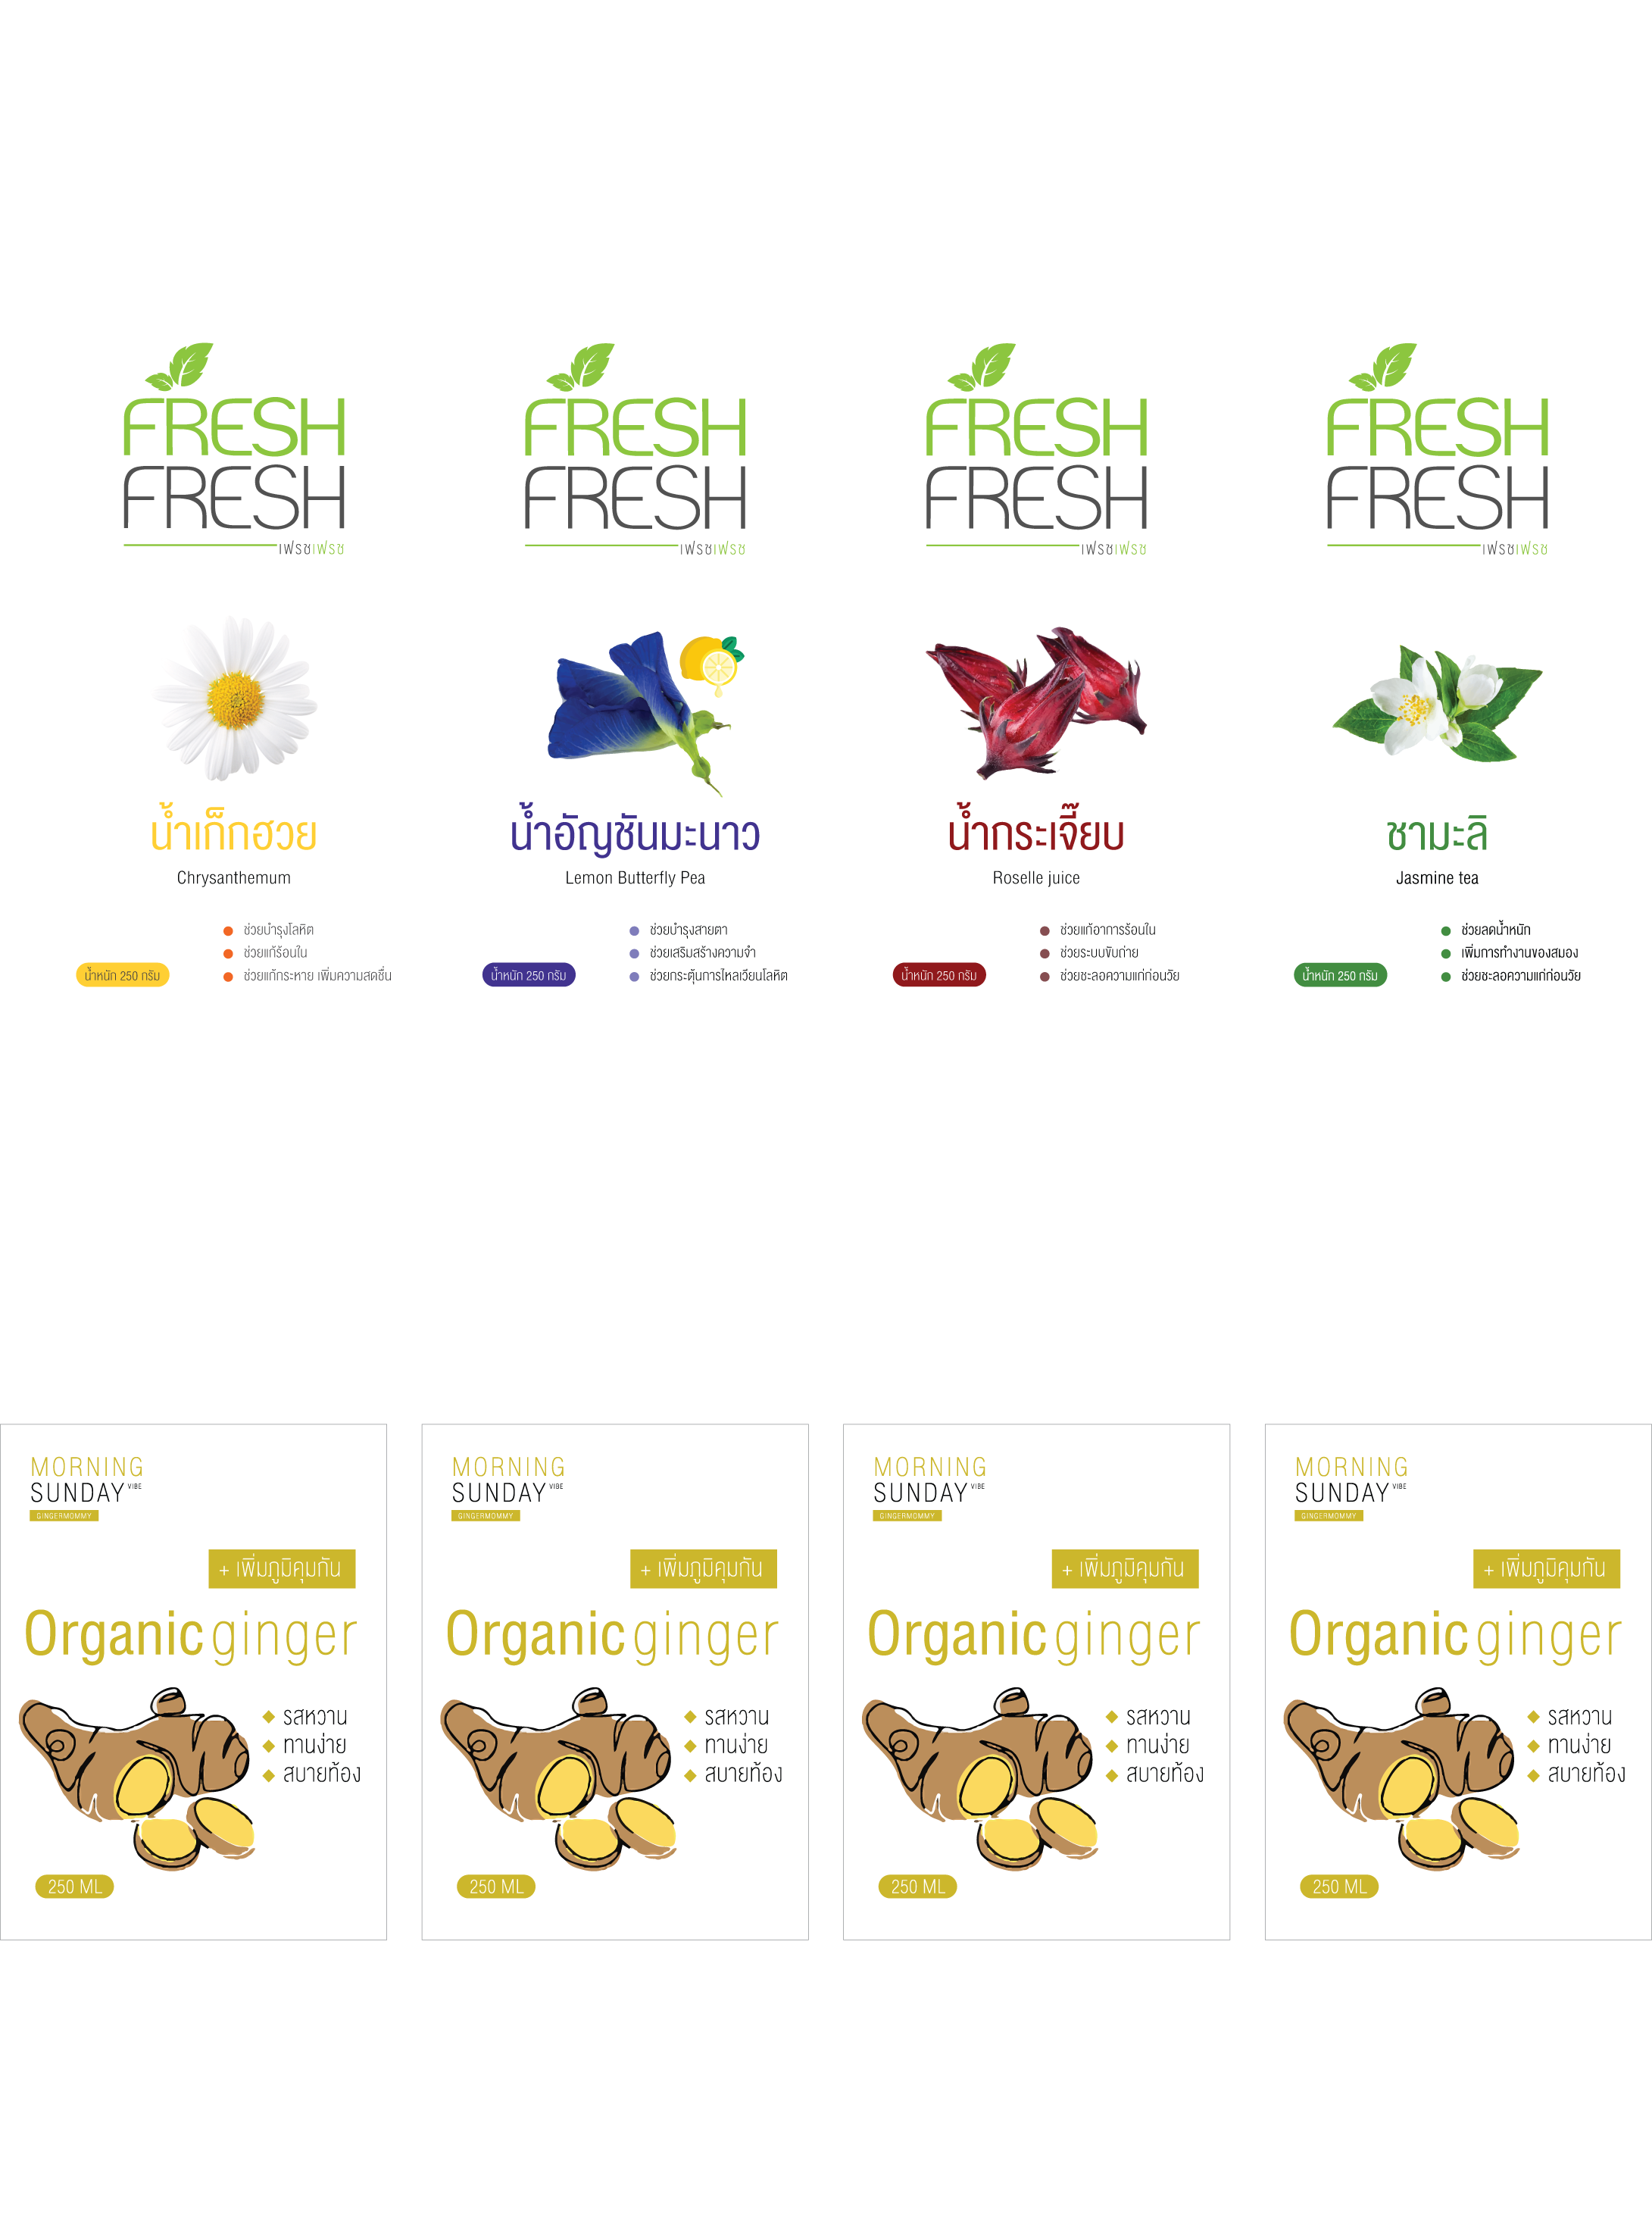 FRESH
FRESH
เฟรชเฟรช
น้ำเก็กฮวย
Chrysanthemum
ช่วยบำรุงโลหิต
ช่วยแก้ร้อนใน
ช่วยแก้กระหาย เพิ่มความสดชื่น
น้ำหนัก 250 กรัม
FRESH
FRESH
เฟรชเฟรช
น้ำอัญชันมะนาว
Lemon Butterfly Pea
ช่วยบำรุงสายตา
ช่วยเสริมสร้างความจำ
ช่วยกระตุ้นการไหลเวียนโลหิต
น้ำหนัก 250 กรัม
FRESH
FRESH
เฟรชเฟรช
น้ำกระเจี๊ยบ
Roselle juice
ช่วยแก้อาการร้อนใน
ช่วยระบบขับถ่าย
ช่วยชะลอความแก่ก่อนวัย
น้ำหนัก 250 กรัม
FRESH
FRESH
เฟรชเฟรช
ชามะลิ
Jasmine tea
ช่วยลดน้ำหนัก
เพิ่มการทำงานของสมอง
ช่วยชะลอความแก่ก่อนวัย
น้ำหนัก 250 กรัม
MORNING
SUNDAY VIBE
GINGERMOMMY
+ เพิ่มภูมิคุมกัน
Organic ginger
รสหวาน
ทานง่าย
สบายท้อง
250 ML
MORNING
SUNDAY VIBE
GINGERMOMMY
+ เพิ่มภูมิคุมกัน
Organic ginger
รสหวาน
ทานง่าย
สบายท้อง
250 ML
MORNING
SUNDAY VIBE
GINGERMOMMY
+ เพิ่มภูมิคุมกัน
Organic ginger
รสหวาน
ทานง่าย
สบายท้อง
250 ML
MORNING
SUNDAY VIBE
GINGERMOMMY
+ เพิ่มภูมิคุมกัน
Organic ginger
รสหวาน
ทานง่าย
สบายท้อง
250 ML